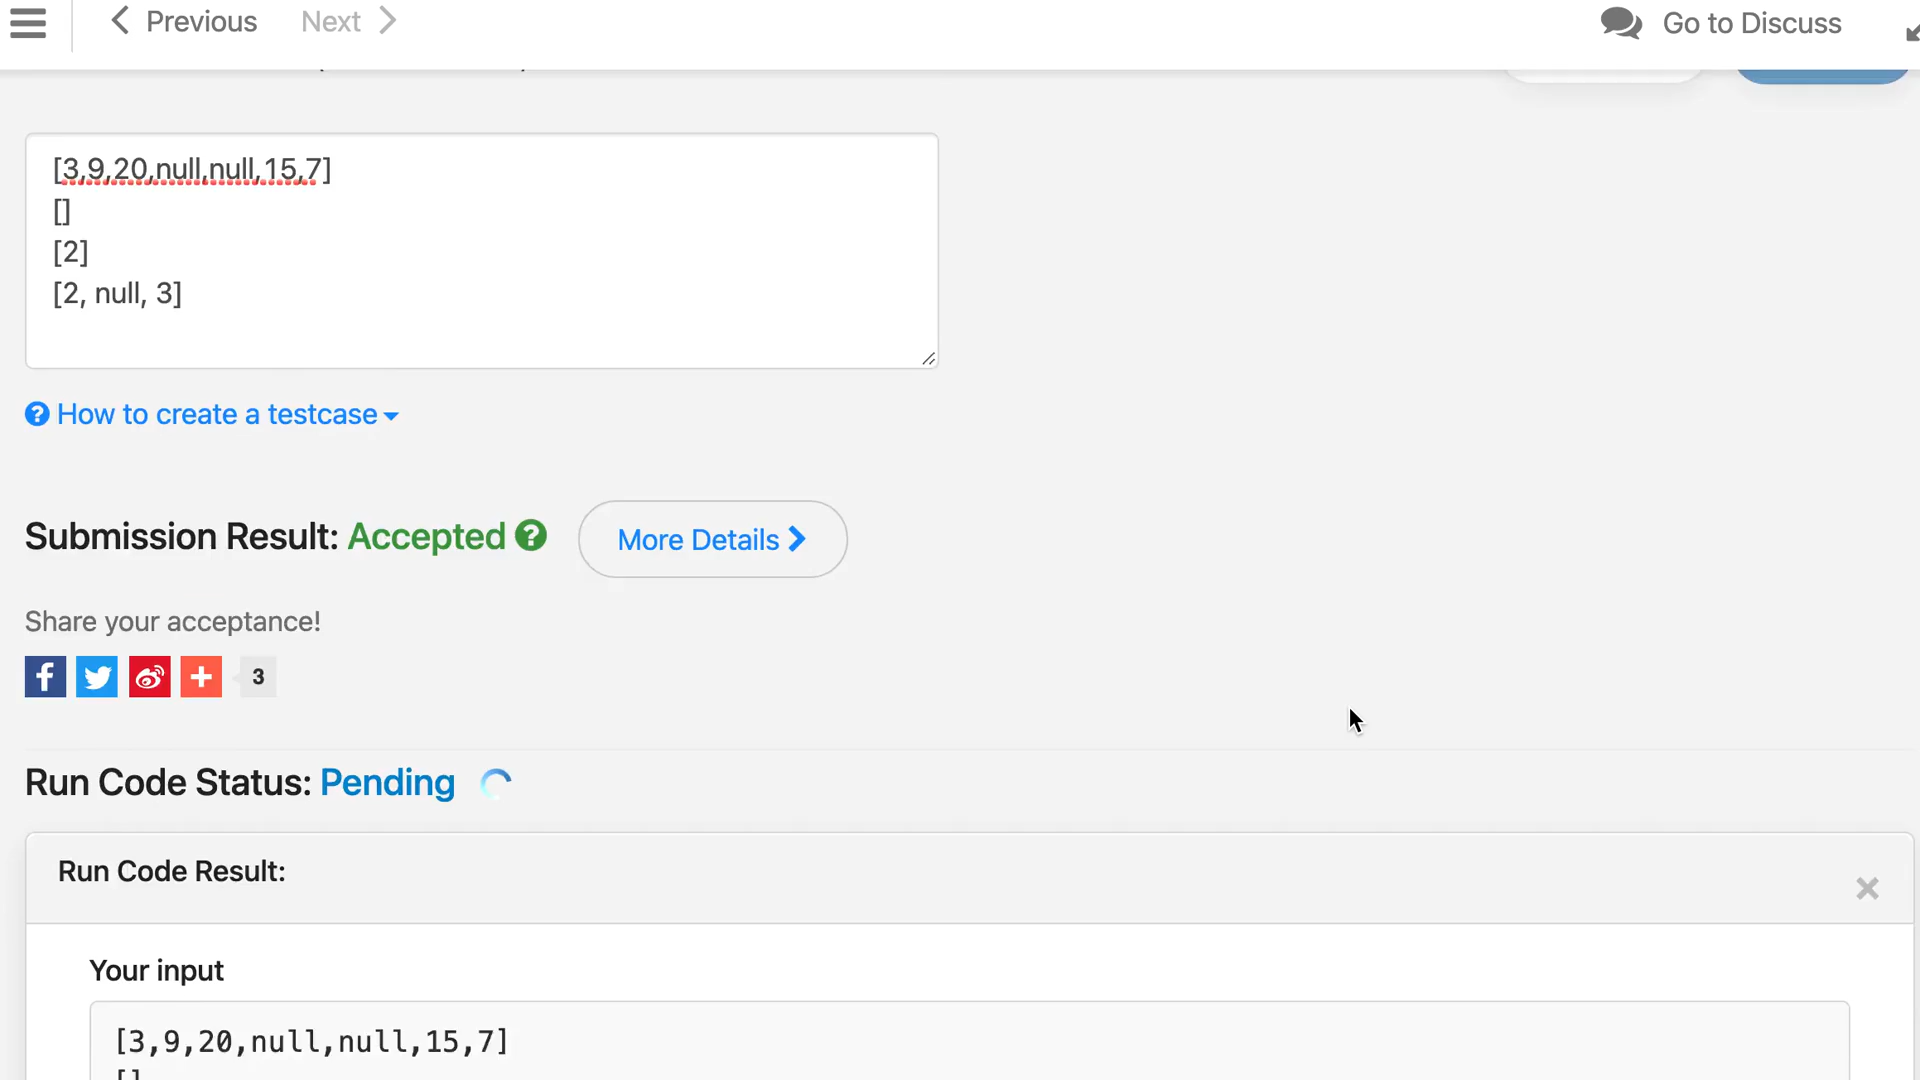 Previous
Next
Go to Discuss
[3,9,20,null,null,15,7]
[]
[2]
[2, null, 3]
How to create a testcase
Submission Result: Accepted
More Details
Share your acceptance!
3
Run Code Status: Pending
Run Code Result:
Your input
[3,9,20,null,null,15,7]
[]